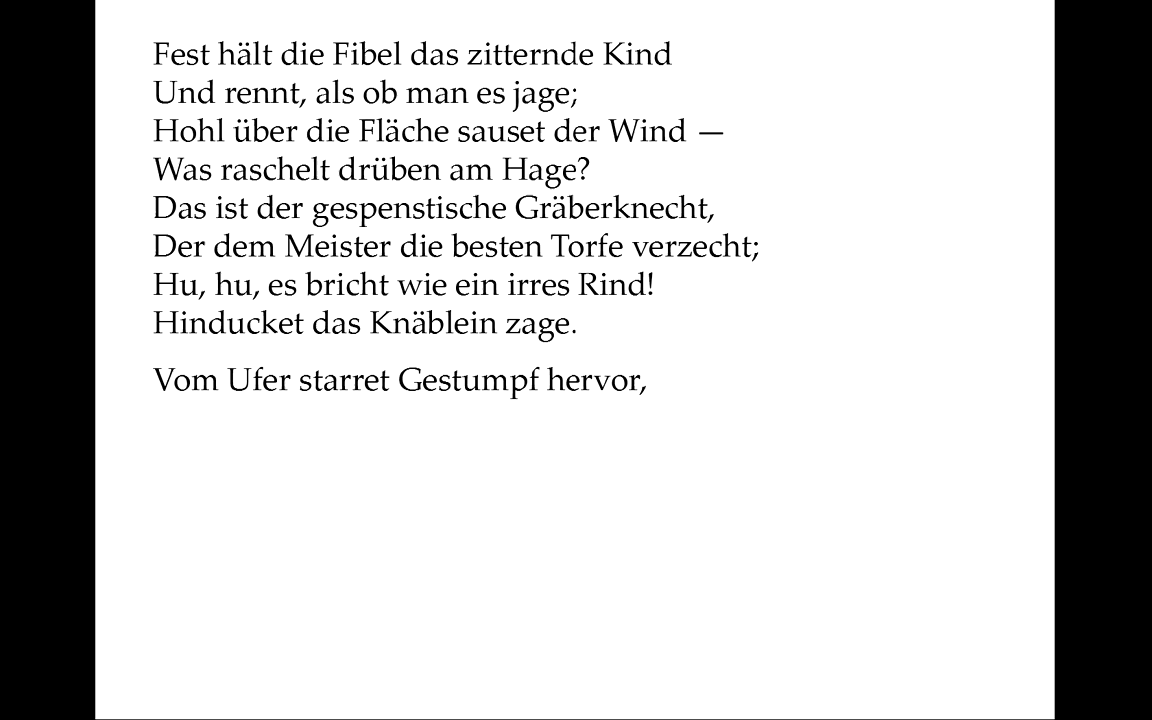 Fest hält die Fibel das zitternde Kind
Und rennt, als ob man es jage;
Hohl über die Fläche sauset der Wind —
Was raschelt drüben am Hage?
Das ist der gespenstische Gräberknecht,
Der dem Meister die besten Torfe verzecht;
Hu, hu, es bricht wie ein irres Rind!
Hinducket das Knäblein zage.
Vom Ufer starret Gestumpf hervor,